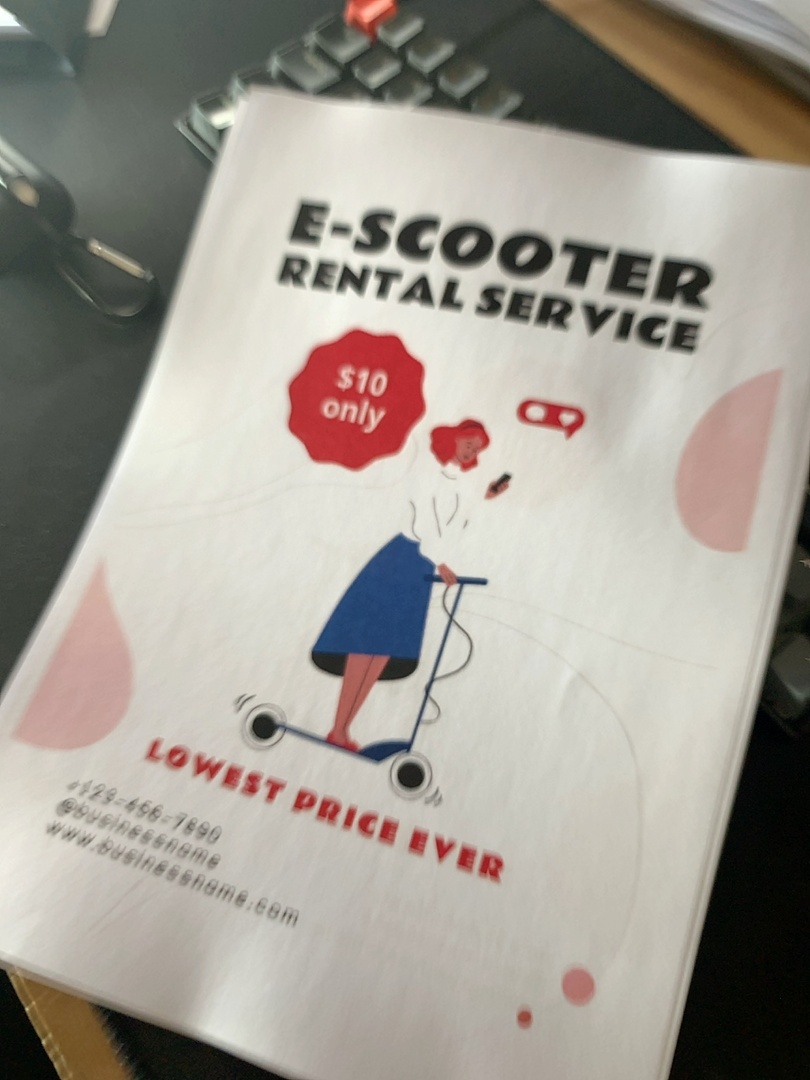 E-SCOOTER
RENTAL SERVICE
$10
only
LOWEST PRICE EVER
+123-456-7890
@businessname
www.businessname.com